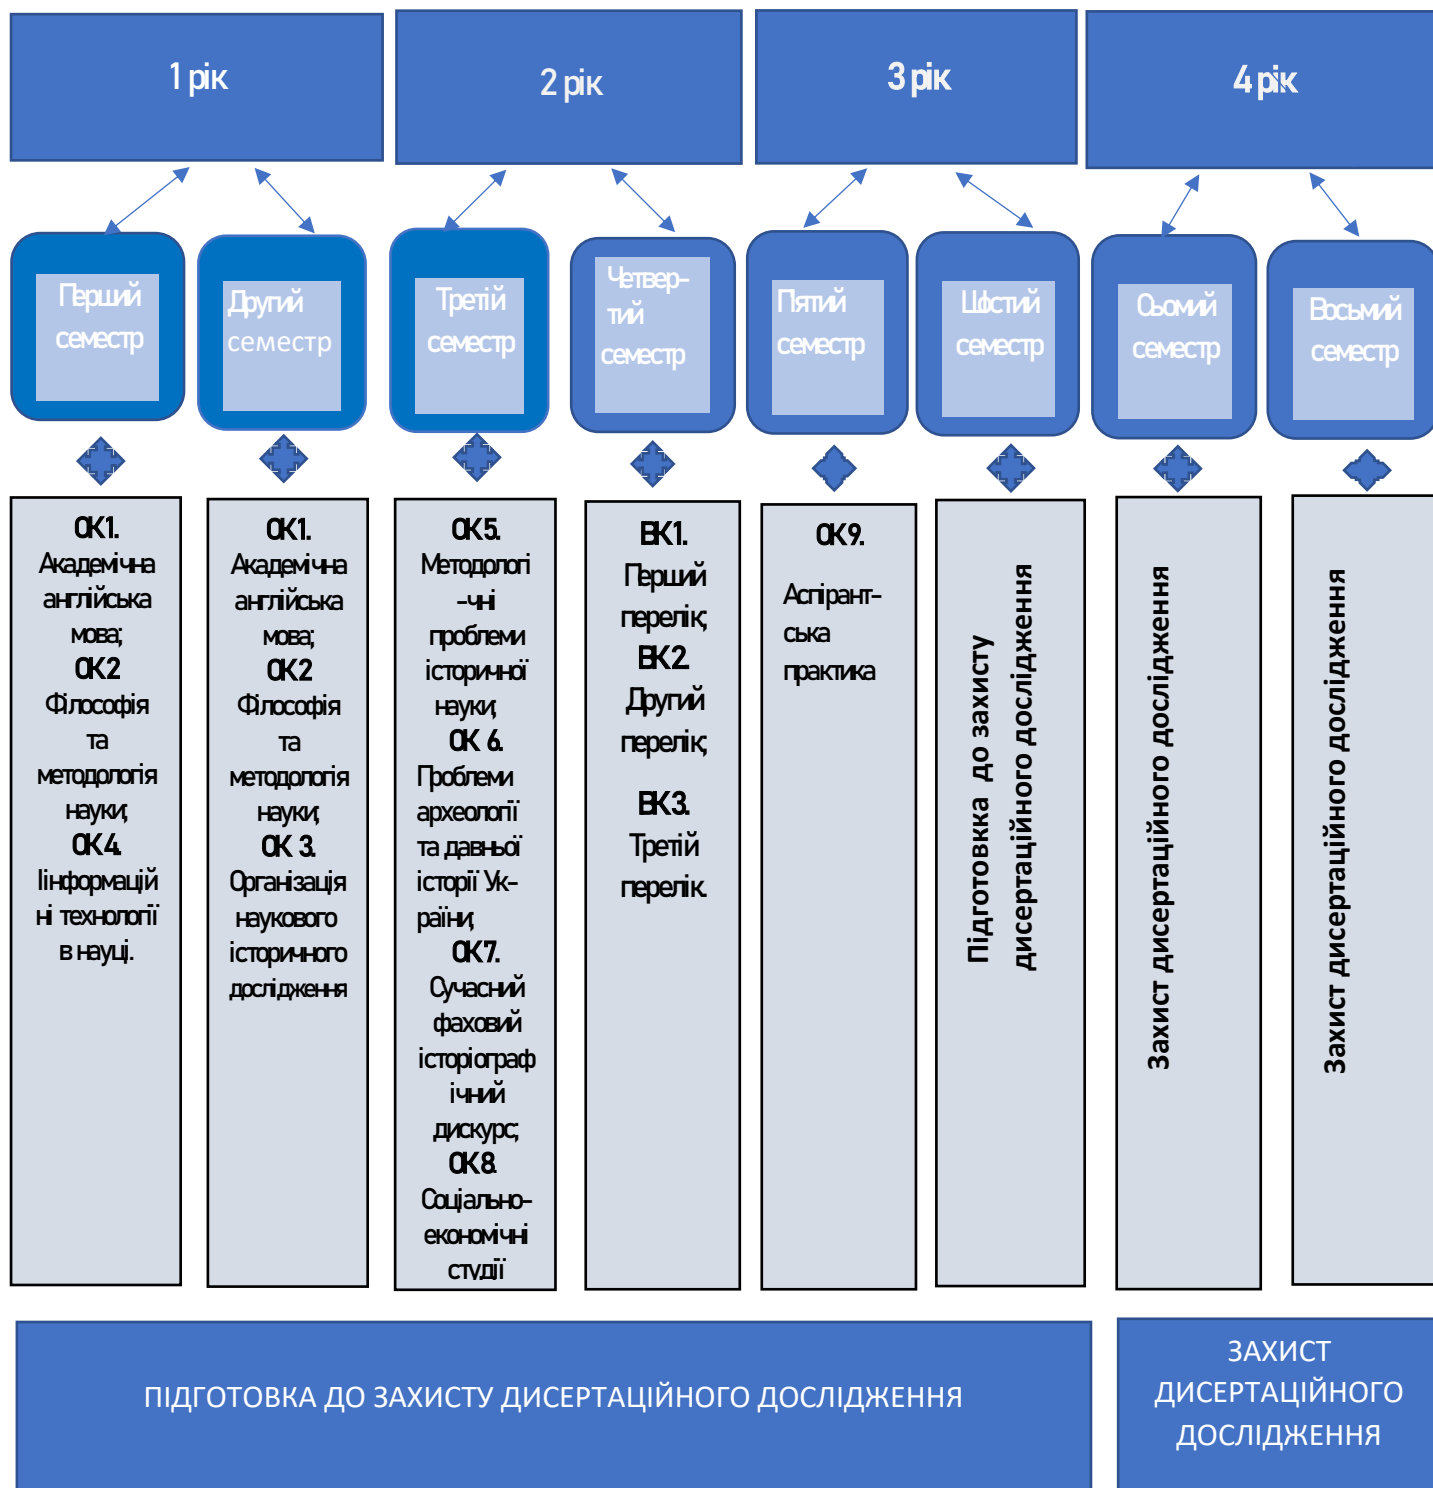 1 рік
2 рік
3 рік
4 рік
Перший
семестр
Другий
семестр
Третій
семестр
Четвер-
тий
семестр
Пятий
семестр
Шостий
семестр
Сьомий
семестр
Восьмий
семестр
ОК1.
Академічна
англійська
мова;
ОК2
Філософія
та
методологія
науки;
ОК4.
Іінформацій
ні технології
в науці.
ОК1.
Академічна
англійська
мова;
ОК2
Філософія
та
методологія
науки;
ОК 3.
Організація
наукового
історичного
дослідження
ОК5.
Методологі
-чні
проблеми
історичної
науки;
ОК 6.
Проблеми
археології
та давньої
історії Ук-
раїни;
ОК7.
Сучасний
фаховий
історіограф
ічний
дискурс;
ОК8.
Соціально-
економічні
студії
ВК1.
Перший
перелік;
ВК2.
Другий
перелік;
ВК3.
Третій
перелік.
ОК9.
Аспірант-
ська
практика
Підготовкка до захисту
дисертаційного дослідження
Захист дисертаційного дослідження
Захист дисертаційного дослідження
ПІДГОТОВКА ДО ЗАХИСТУ ДИСЕРТАЦІЙНОГО ДОСЛІДЖЕННЯ
ЗАХИСТ
ДИСЕРТАЦІЙНОГО
ДОСЛІДЖЕННЯ